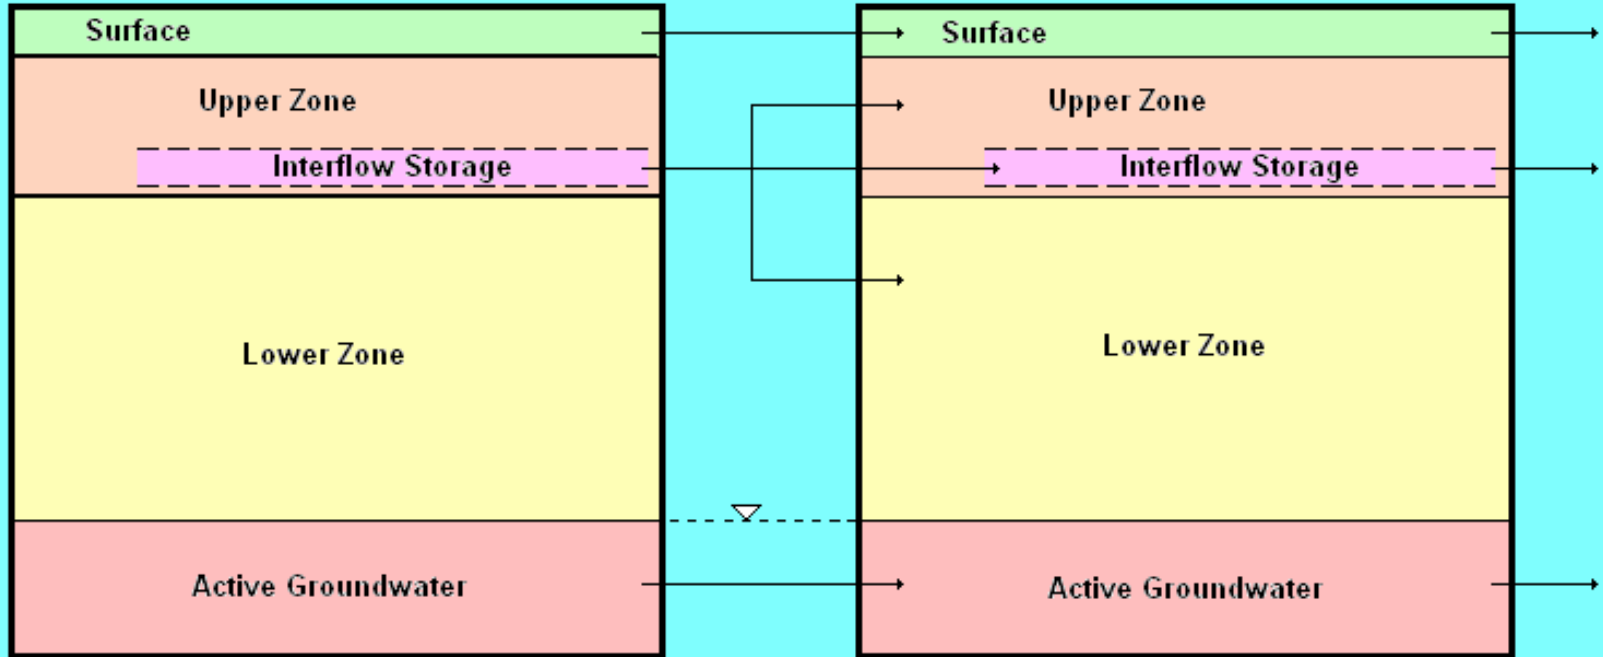 Surface
Upper Zone
Interflow Storage
Lower Zone
Active Groundwater
Surface
Upper Zone
Interflow Storage
Lower Zone
Active Groundwater